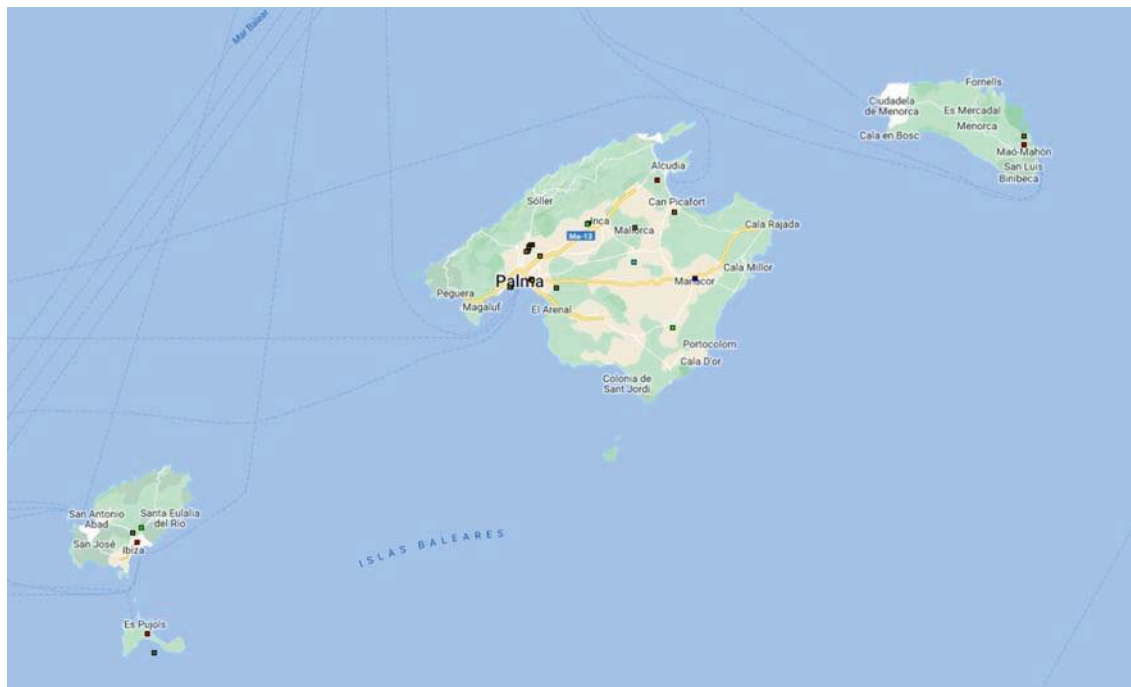 Mar Balear
Fornells
Ciudadela
de Menorca
Es Mercadal
Menorca
Cala en Bosc
Maó-Mahón
San Luis
Binibeca
Alcudia
Sóller
Can Picafort
Inca
Mallorca
Cala Rajada
Ma-13
Cala Millor
Palma
Manacor
Peguera
Magaluf
El Arenal
Portocolom
Cala D'or
Colonia de
Sant Jordi
San Antonio
Abad
Santa Eulalia
del Río
San José
Ibiza
ISLAS BALEARES
Es Pujols